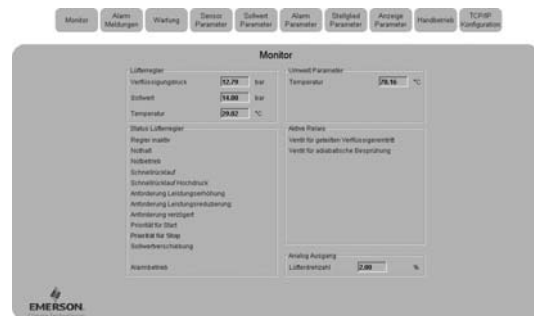 Monitor
Alarm Meldungen
Wartung
Sensor Parameter
Sollwert Parameter
Alarm Parameter
Stellglied Parameter
Anzeige Parameter
Handbetrieb
TCP/IP Konfiguration
Monitor
Lüfterregler
Verflüssigungsdruck 12.79 bar
Sollwert 14.00 bar
Temperatur 29.02 °C
Status Lüfterregler
Regler inaktiv
Nothalt
Notbetrieb
Schnellrücklauf
Schnellrücklauf Hochdruck
Anforderung Leistungserhöhung
Anforderung Leistungsreduzierung
Anforderung verzögert
Priorität für Start
Priorität für Stop
Sollwertverschiebung
Alarmbetrieb
Umwelt Parameter
Temperatur 70.16 °C
Aktive Relais
Ventil für geteilten Verflüssigereintritt
Ventil für adiabatische Besprühung
Analog Ausgang
Lüfterdrehzahl 2.00 %
EMERSON